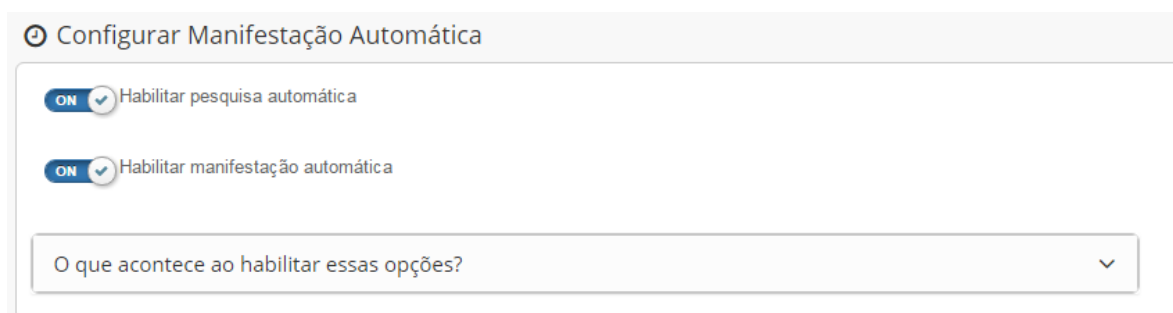 Configurar Manifestação Automática
ON Habilitar pesquisa automática
ON Habilitar manifestação automática
O que acontece ao habilitar essas opções?